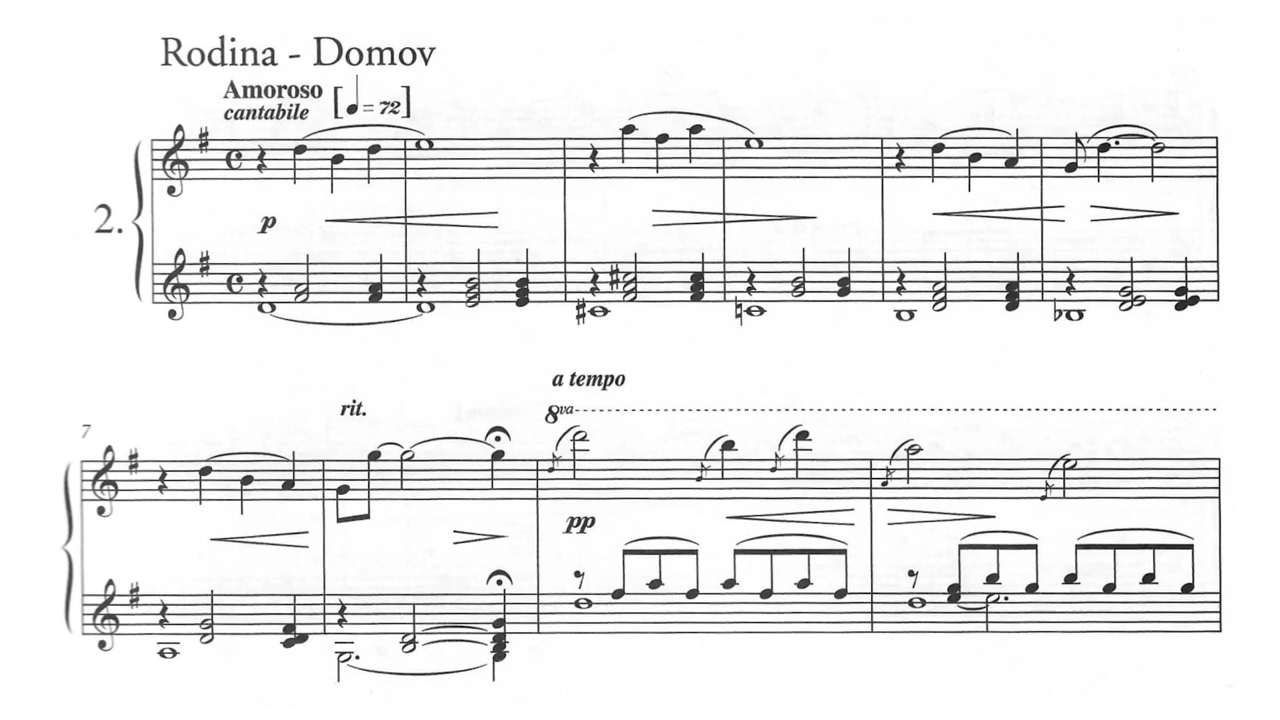 Rodina - Domov
Amoroso
cantabile [♩= 72]
2.
p
7
rit.
a tempo
8va
pp